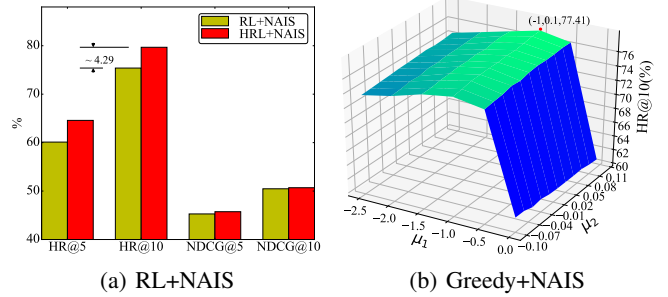 RL+NAIS
HRL+NAIS
80
70
60
50
40
%
~ 4.29
HR@5
HR@10
NDCG@5
NDCG@10
(a) RL+NAIS
(-1,0.1,77.41)
76
74
72
70
68
66
64
62
60
HR@10(%)
-2.5
-2.0
-1.5
-1.0
-0.5
0.0
μ1
-0.10
-0.07
-0.04
-0.01
0.02
0.05
0.08
0.11
μ2
(b) Greedy+NAIS